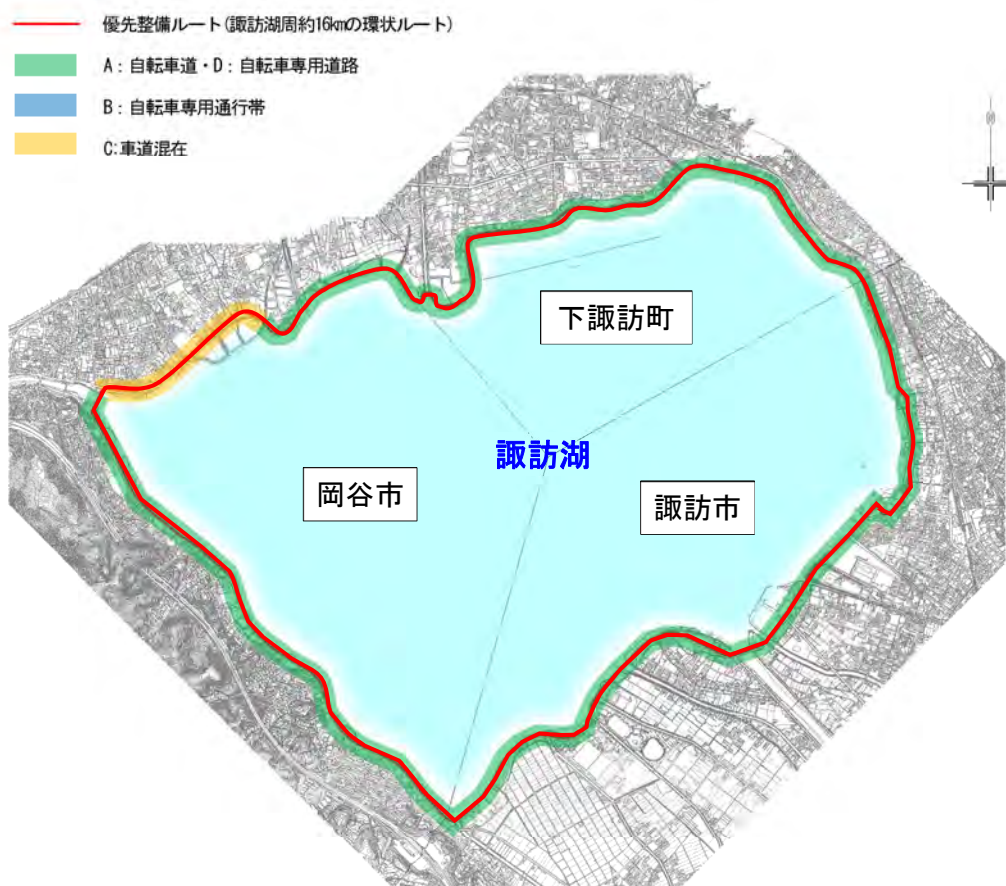 優先整備ルート(諏訪湖周約16kmの環状ルート)
A：自転車道・D：自転車専用道路
B：自転車専用通行帯
C:車道混在
下諏訪町
諏訪湖
岡谷市
諏訪市